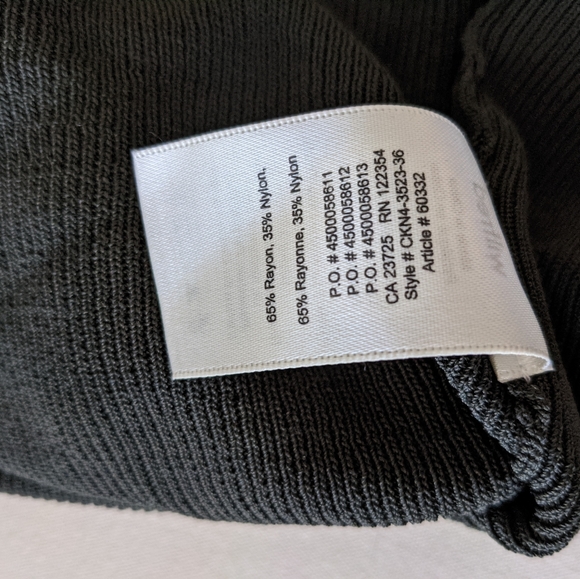 65% Rayon, 35% Nylon.
65% Rayonne, 35% Nylon
P.O. # 4500058611
P.O. # 4500058612
P.O. # 4500058613
CA 23725 RN 122354
Style # CKN4-3523-36
Article # 60332